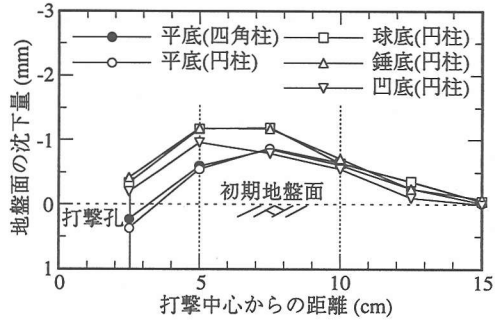 -3
-2
-1
0
1
地盤面の沈下量 (mm)
平底(四角柱)
平底(円柱)
球底(円柱)
錘底(円柱)
凹底(円柱)
打撃孔
初期地盤面
0
5
10
15
打撃中心からの距離 (cm)